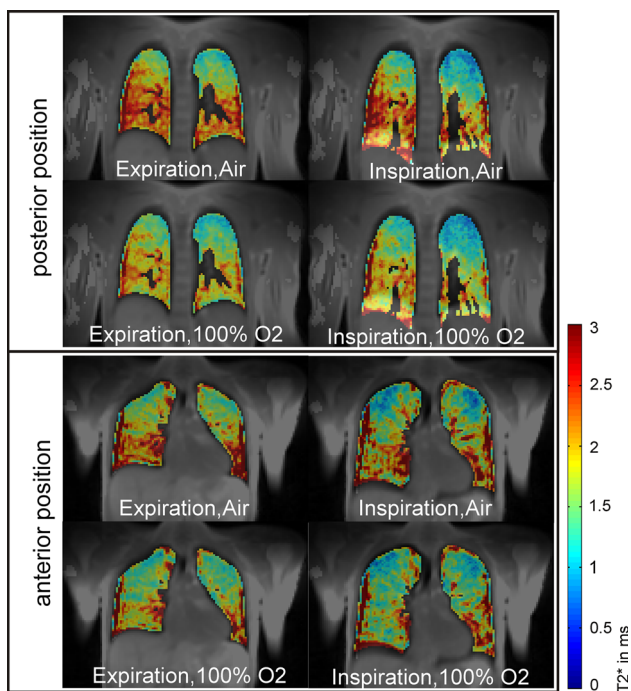 posterior position
Expiration,Air
Inspiration,Air
Expiration,100% O2
Inspiration,100% O2
anterior position
Expiration,Air
Inspiration,Air
Expiration,100% O2
Inspiration,100% O2
3
2.5
2
1.5
1
0.5
0
T2* in ms